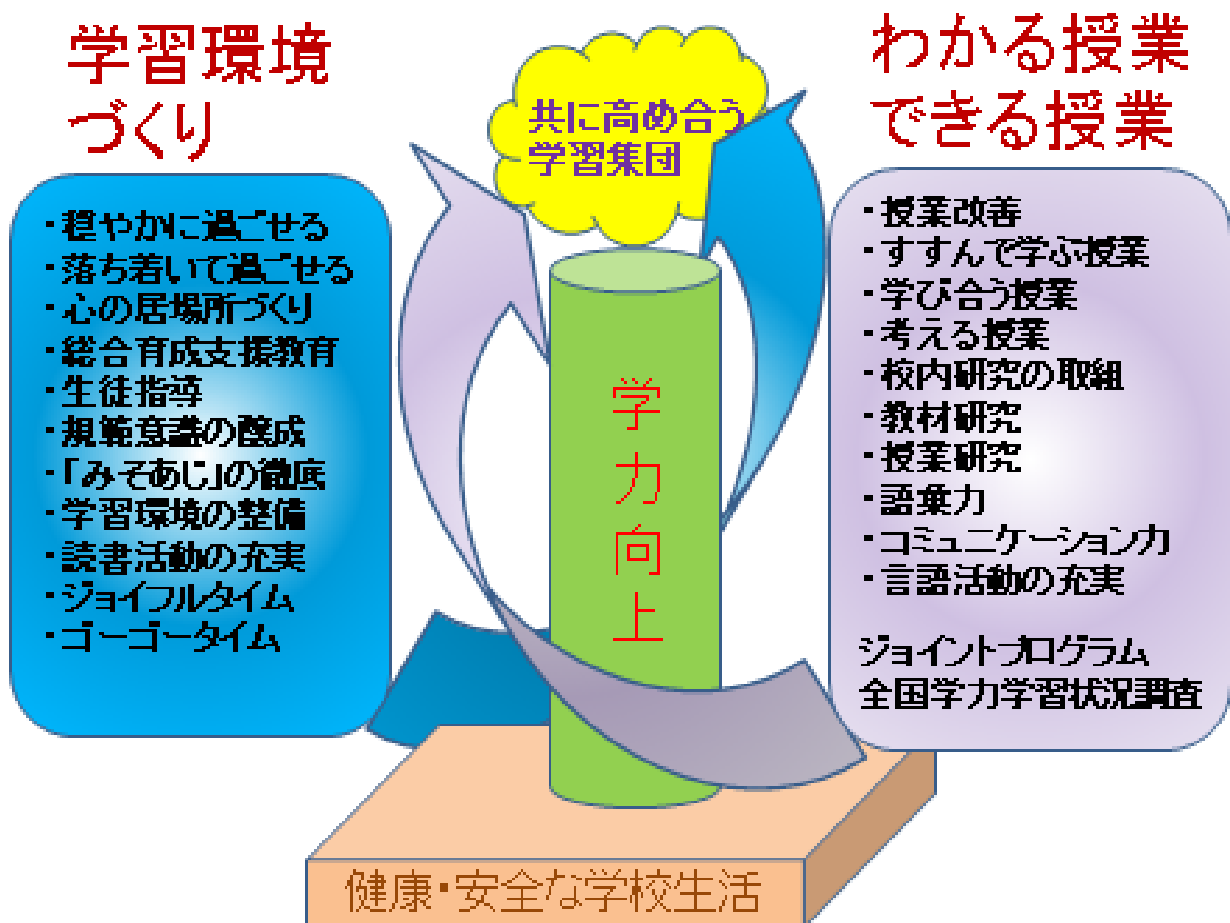 学習環境
づくり
・穏やかに過ごせる
・落ち着いて過ごせる
・心の居場所づくり
・総合育成支援教育
・生徒指導
・規範意識の醸成
・「みそあじ」の徹底
・学習環境の整備
・読書活動の充実
・ジョイフルタイム
・ゴーゴータイム
共に高め合う
学習集団
学力向上
わかる授業
できる授業
・授業改善
・すすんで学ぶ授業
・学び合う授業
・考える授業
・校内研究の取組
・教材研究
・授業研究
・語彙力
・コミュニケーション力
・言語活動の充実
ジョイントプログラム
全国学力学習状況調査
健康・安全な学校生活